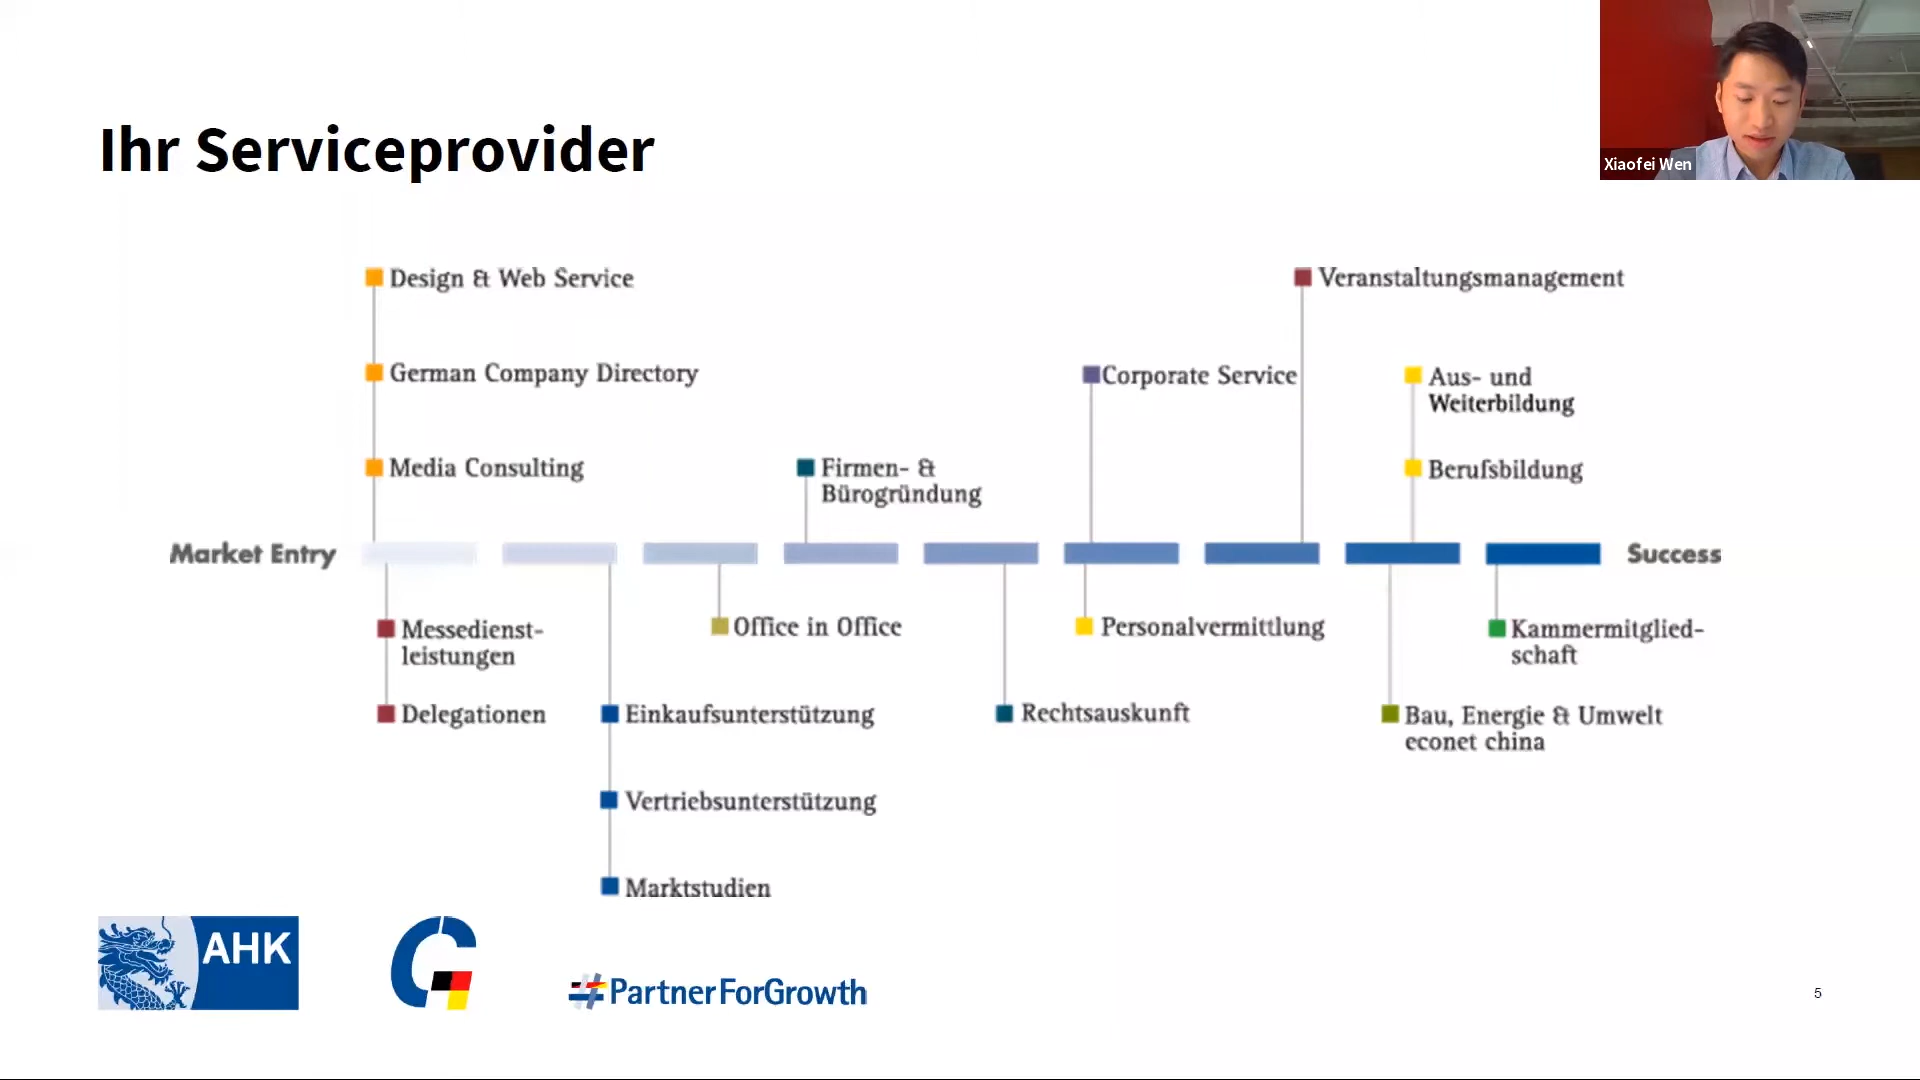 Xiaofei Wen
Ihr Serviceprovider
Design & Web Service
Veranstaltungsmanagement
German Company Directory
Corporate Service
Aus- und
Weiterbildung
Media Consulting
Firmen- &
Bürogründung
Berufsbildung
Market Entry
Success
Messedienst-
leistungen
Office in Office
Personalvermittlung
Kammermitglied-
schaft
Delegationen
Einkaufsunterstützung
Rechtsauskunft
Bau, Energie & Umwelt
econet china
Vertriebsunterstützung
Marktstudien
AHK
#PartnerForGrowth
5